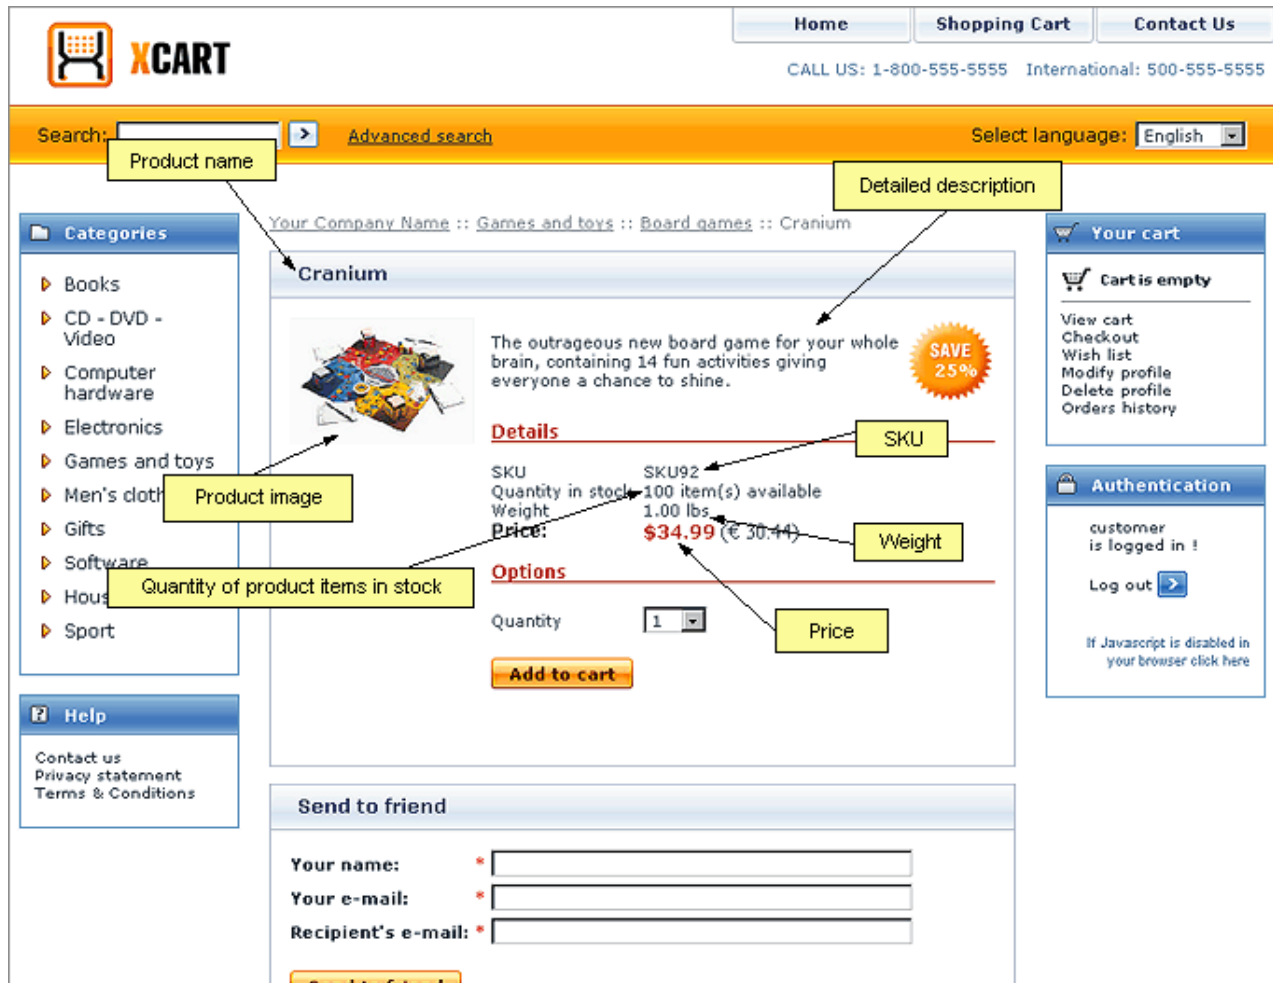 Home
Shopping Cart
Contact Us
XCART
CALL US: 1-800-555-5555 International: 500-555-5555
Search:
Advanced search
Select language: English
Product name
Detailed description
Your Company Name :: Games and toys :: Board games :: Cranium
Categories
Books
CD - DVD -
Video
Computer
hardware
Electronics
Games and toys
Men's cloth
Gifts
Software
Hous
Sport
Help
Contact us
Privacy statement
Terms & Conditions
Cranium
The outrageous new board game for your whole
brain, containing 14 fun activities giving
everyone a chance to shine.
SAVE
25%
Details
SKU
SKU SKU92
Quantity in stock 100 item(s) available
Weight 1.00 lbs
Price: $34.99 (€ 30.44)
Product image
Weight
Quantity of product items in stock
Options
Quantity 1
Price
Add to cart
Send to friend
Your name: *
Your e-mail: *
Recipient's e-mail: *
Your cart
Cart is empty
View cart
Checkout
Wish list
Modify profile
Delete profile
Orders history
Authentication
customer
is logged in !
Log out
If Javascript is disabled in
your browser click here